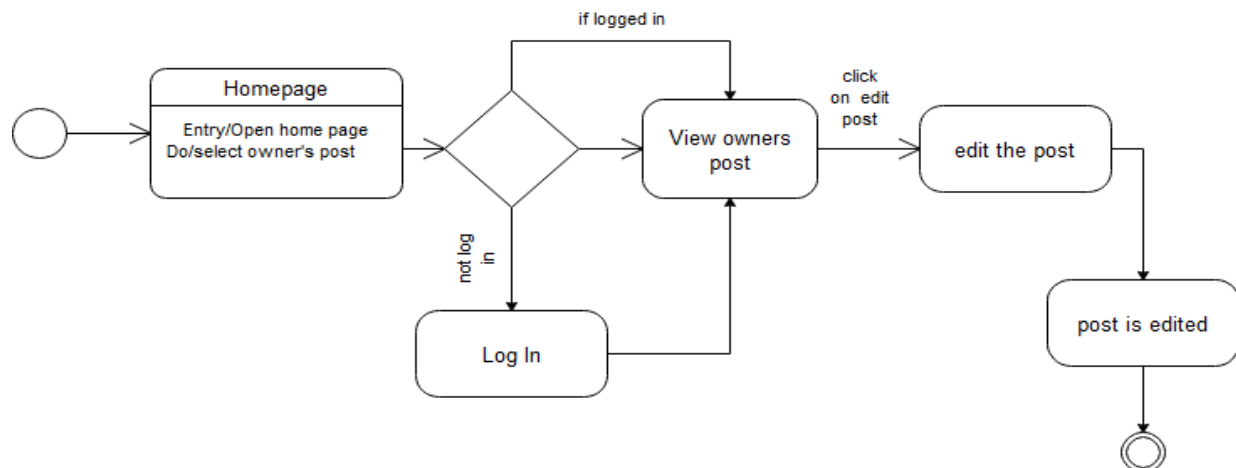 if logged in
Homepage
Entry/Open home page
Do/select owner's post
View owners
post
click
on edit
post
edit the post
not log
in
Log In
post is edited